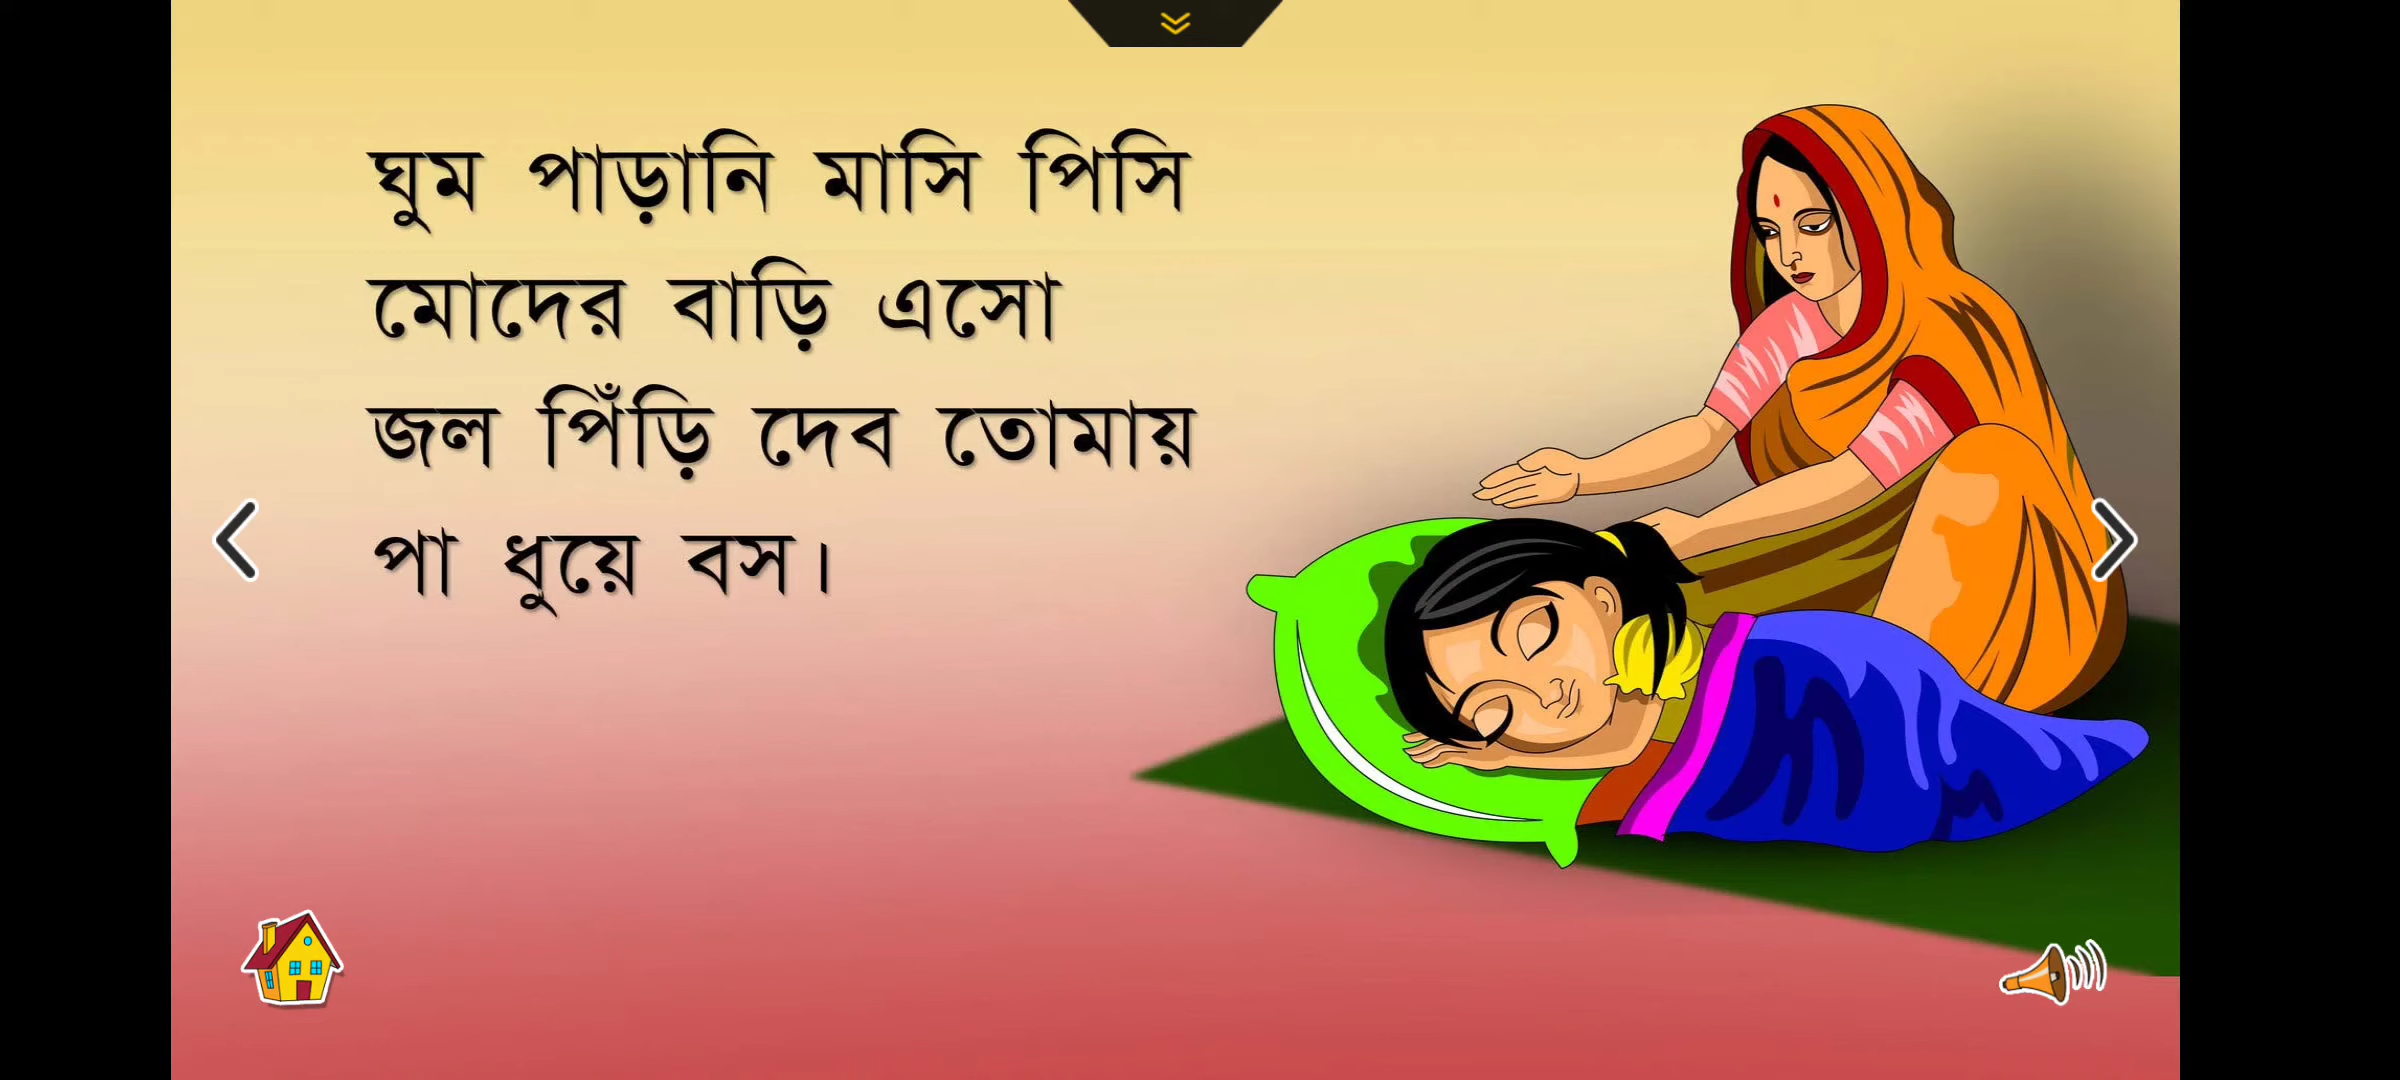 ঘুম পাড়ানি মাসি পিসি
মোদের বাড়ি এসো
জল পিঁড়ি দেব তোমায়
পা ধুয়ে বস।